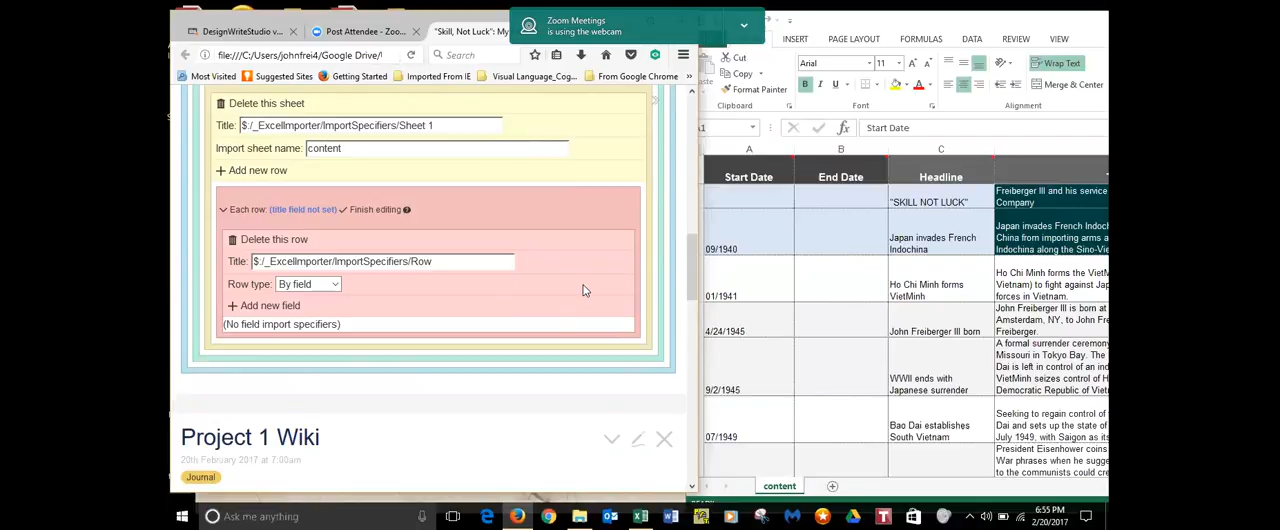 Zoom Meetings
is using the webcam
DesignWriteStudio v
Post Attendee - Zoom...
"Skill, Not Luck": My
file:///C:/Users/johnfrei4/Google Drive/
Search
Most Visited
Suggested Sites
Getting Started
Imported From IE
Visual_Language_Cog...
From Google Chrome
»
Delete this sheet
Title: $:/_ExcelImporter/ImportSpecifiers/Sheet 1
Import sheet name: content
Add new row
Each row: (title field not set) Finish editing
Delete this row
Title: $:/_ExcelImporter/ImportSpecifiers/Row
Row type: By field
Add new field
(No field import specifiers)
Project 1 Wiki
20th February 2017 at 7:00am
Journal
INSERT PAGE LAYOUT FORMULAS DATA REVIEW VIEW
Cut
Copy
Format Painter
Clipboard
Arial
11
B I U
Font
Wrap Text
Merge & Center
Alignment
A1
fx
Start Date
A B C
Start Date End Date Headline
"SKILL NOT LUCK"
Freiberger III and his service
Company
09/1940
Japan invades French
Indochina
Japan invades French Indoch
China from importing arms a
Indochina along the Sino-Vie
01/1941
Ho Chi Minh forms
VietMinh
Ho Chi Minh forms the VietM
Vietnam) to fight against Jap
forces in Vietnam.
4/24/1945
John Freiberger III born
John Freiberger III is born at
Amsterdam, NY, to John Fre
Freiberger.
9/2/1945
WWII ends with
Japanese surrender
A formal surrender ceremony
Missouri in Tokyo Bay. The
Dai is left in control of an ind
VietMinh seizes control of H
Democratic Republic of Viet
07/1949
Bao Dai establishes
South Vietnam
Seeking to regain control of
Dai and sets up the state of
July 1949, with Saigon as its
President Eisenhower coins
War phrases when he sugge
to the communists could cre
content
Ask me anything
6:55 PM
2/20/2017